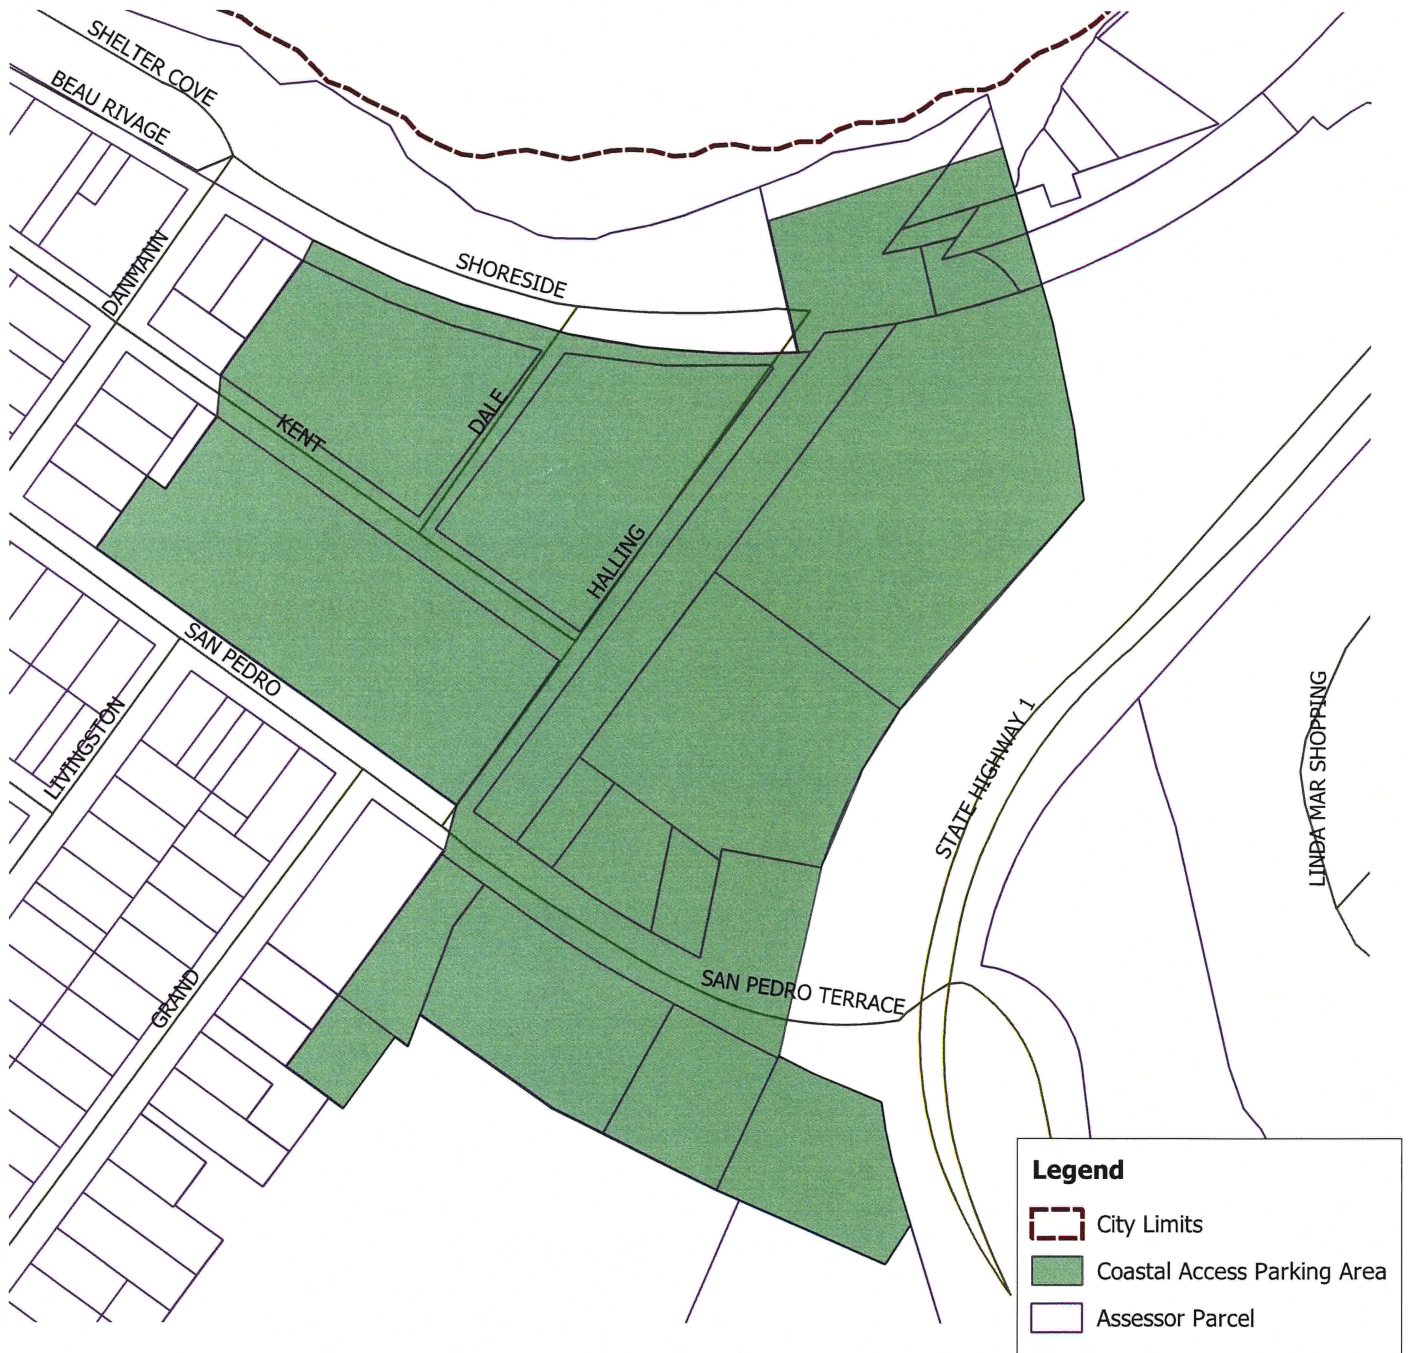 SHELTER COVE
BEAU RIVAGE
DANMANN
SHORESIDE
DALE
KENT
HALLING
SAN PEDRO
LIVINGSTON
STATE HIGHWAY 1
LINDA MAR SHOPPING
GRAND
SAN PEDRO TERRACE
Legend
City Limits
Coastal Access Parking Area
Assessor Parcel